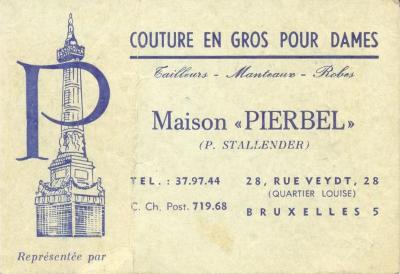 COUTURE EN GROS POUR DAMES
Tailleurs - Manteaux - Robes
P
Maison «PIERBEL»
(P. STALLENDER)
TEL. : 37.97.44
C. Ch. Post. 719.68
28, RUE VEYDT, 28
(QUARTIER LOUISE)
BRUXELLES 5
Représentée par